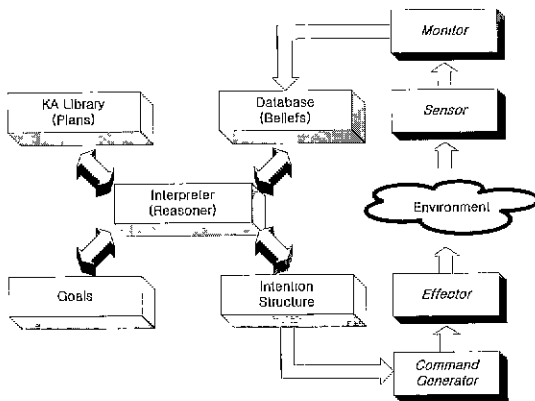 Monitor
KA Library
(Plans)
Database
(Beliefs)
Sensor
Interpreter
(Reasoner)
Environment
Goals
Intention
Structure
Effector
Command
Generator